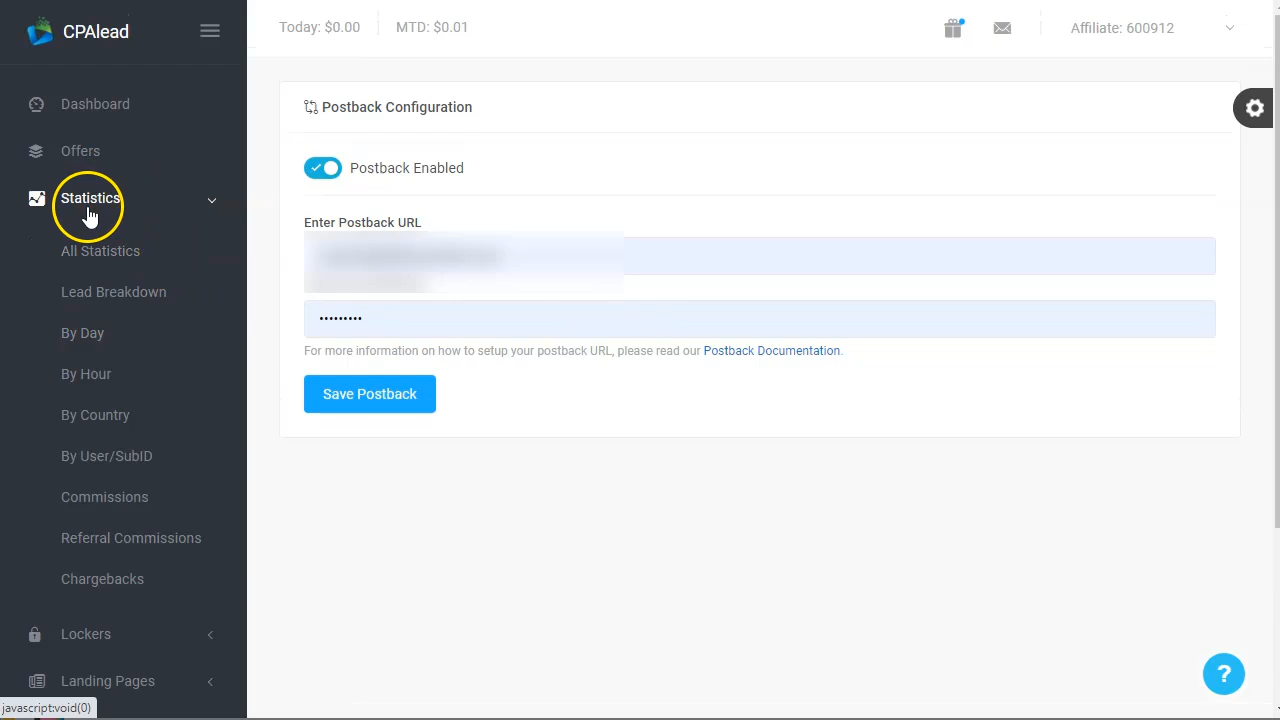 CPAlead
Today: $0.00
MTD: $0.01
Affiliate: 600912
Dashboard
Offers
Statistics
All Statistics
Lead Breakdown
By Day
By Hour
By Country
By User/SubID
Commissions
Referral Commissions
Chargebacks
Lockers
Landing Pages
javascript:void(0)
Postback Configuration
Postback Enabled
Enter Postback URL
•••••••••
For more information on how to setup your postback URL, please read our Postback Documentation.
Save Postback
?